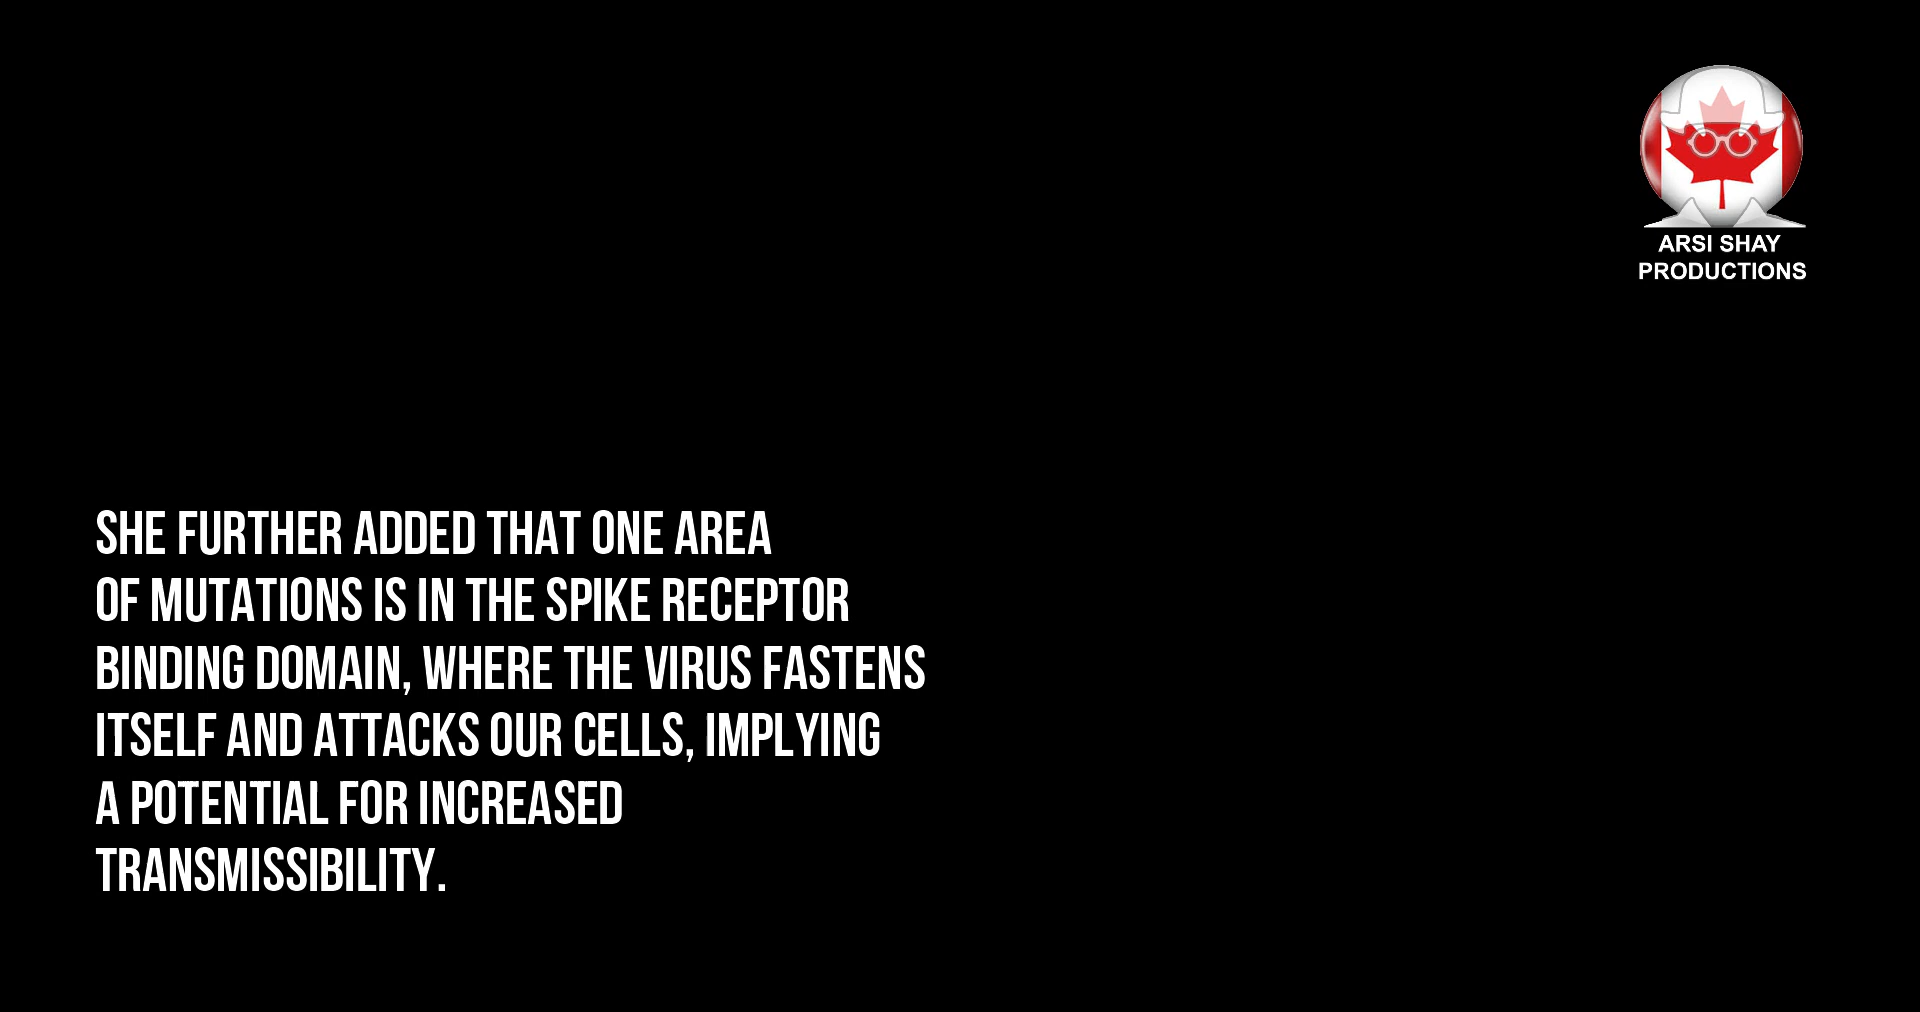 ARSI SHAY
PRODUCTIONS
SHE FURTHER ADDED THAT ONE AREA
OF MUTATIONS IS IN THE SPIKE RECEPTOR
BINDING DOMAIN, WHERE THE VIRUS FASTENS
ITSELF AND ATTACKS OUR CELLS, IMPLYING
A POTENTIAL FOR INCREASED
TRANSMISSIBILITY.